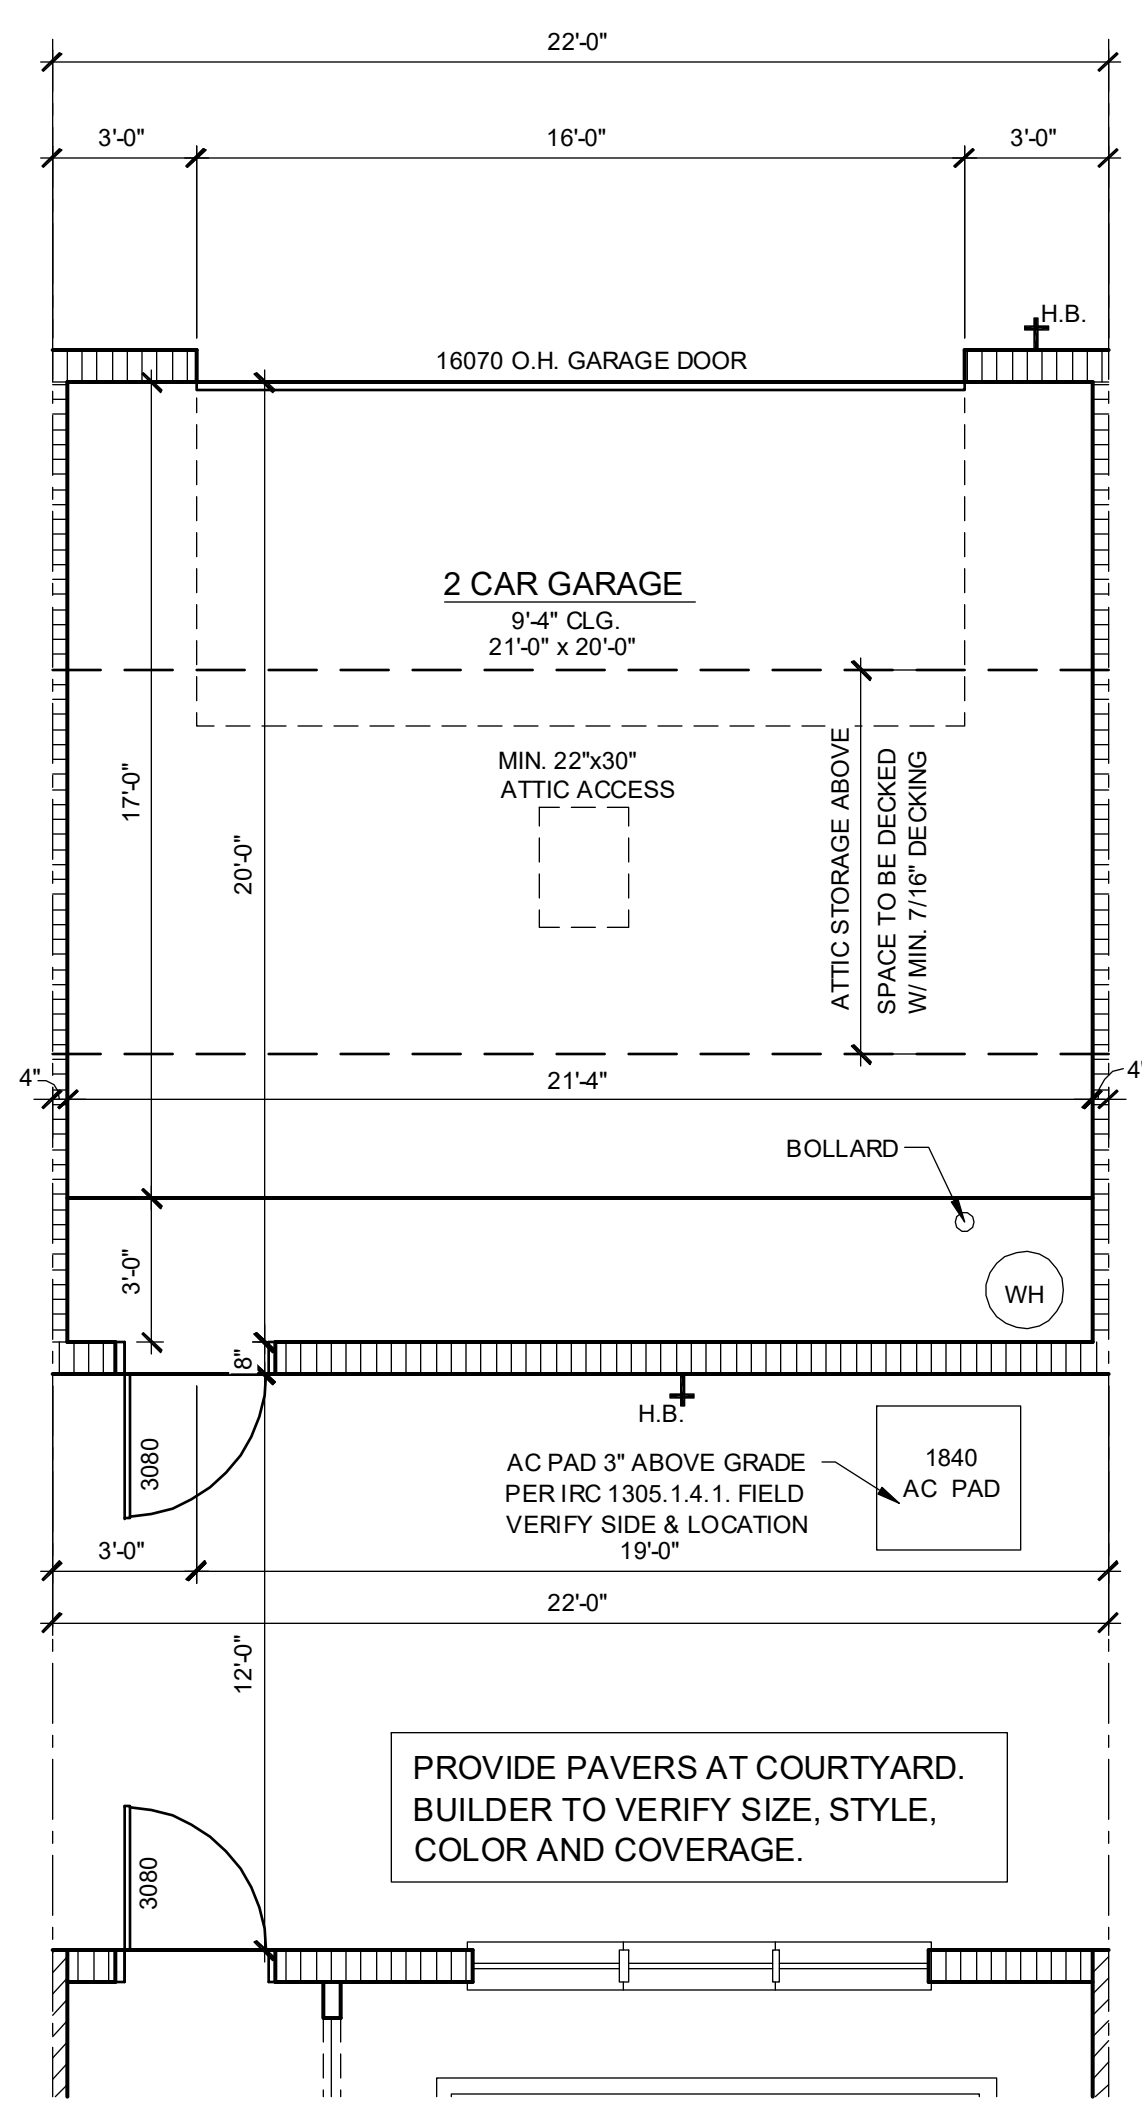 22'-0"
3'-0"
16'-0"
3'-0"
H.B.
16070 O.H. GARAGE DOOR
2 CAR GARAGE
9'-4" CLG.
21'-0" x 20'-0"
17'-0"
20'-0"
MIN. 22"x30"
ATTIC ACCESS
ATTIC STORAGE ABOVE
SPACE TO BE DECKED
W/ MIN. 7/16" DECKING
4"
21'-4"
4"
BOLLARD
3'-0"
WH
8"
H.B.
3080
AC PAD 3" ABOVE GRADE
PER IRC 1305.1.4.1. FIELD
VERIFY SIDE & LOCATION
1840
AC PAD
3'-0"
19'-0"
22'-0"
12'-0"
PROVIDE PAVERS AT COURTYARD.
BUILDER TO VERIFY SIZE, STYLE,
COLOR AND COVERAGE.
3080